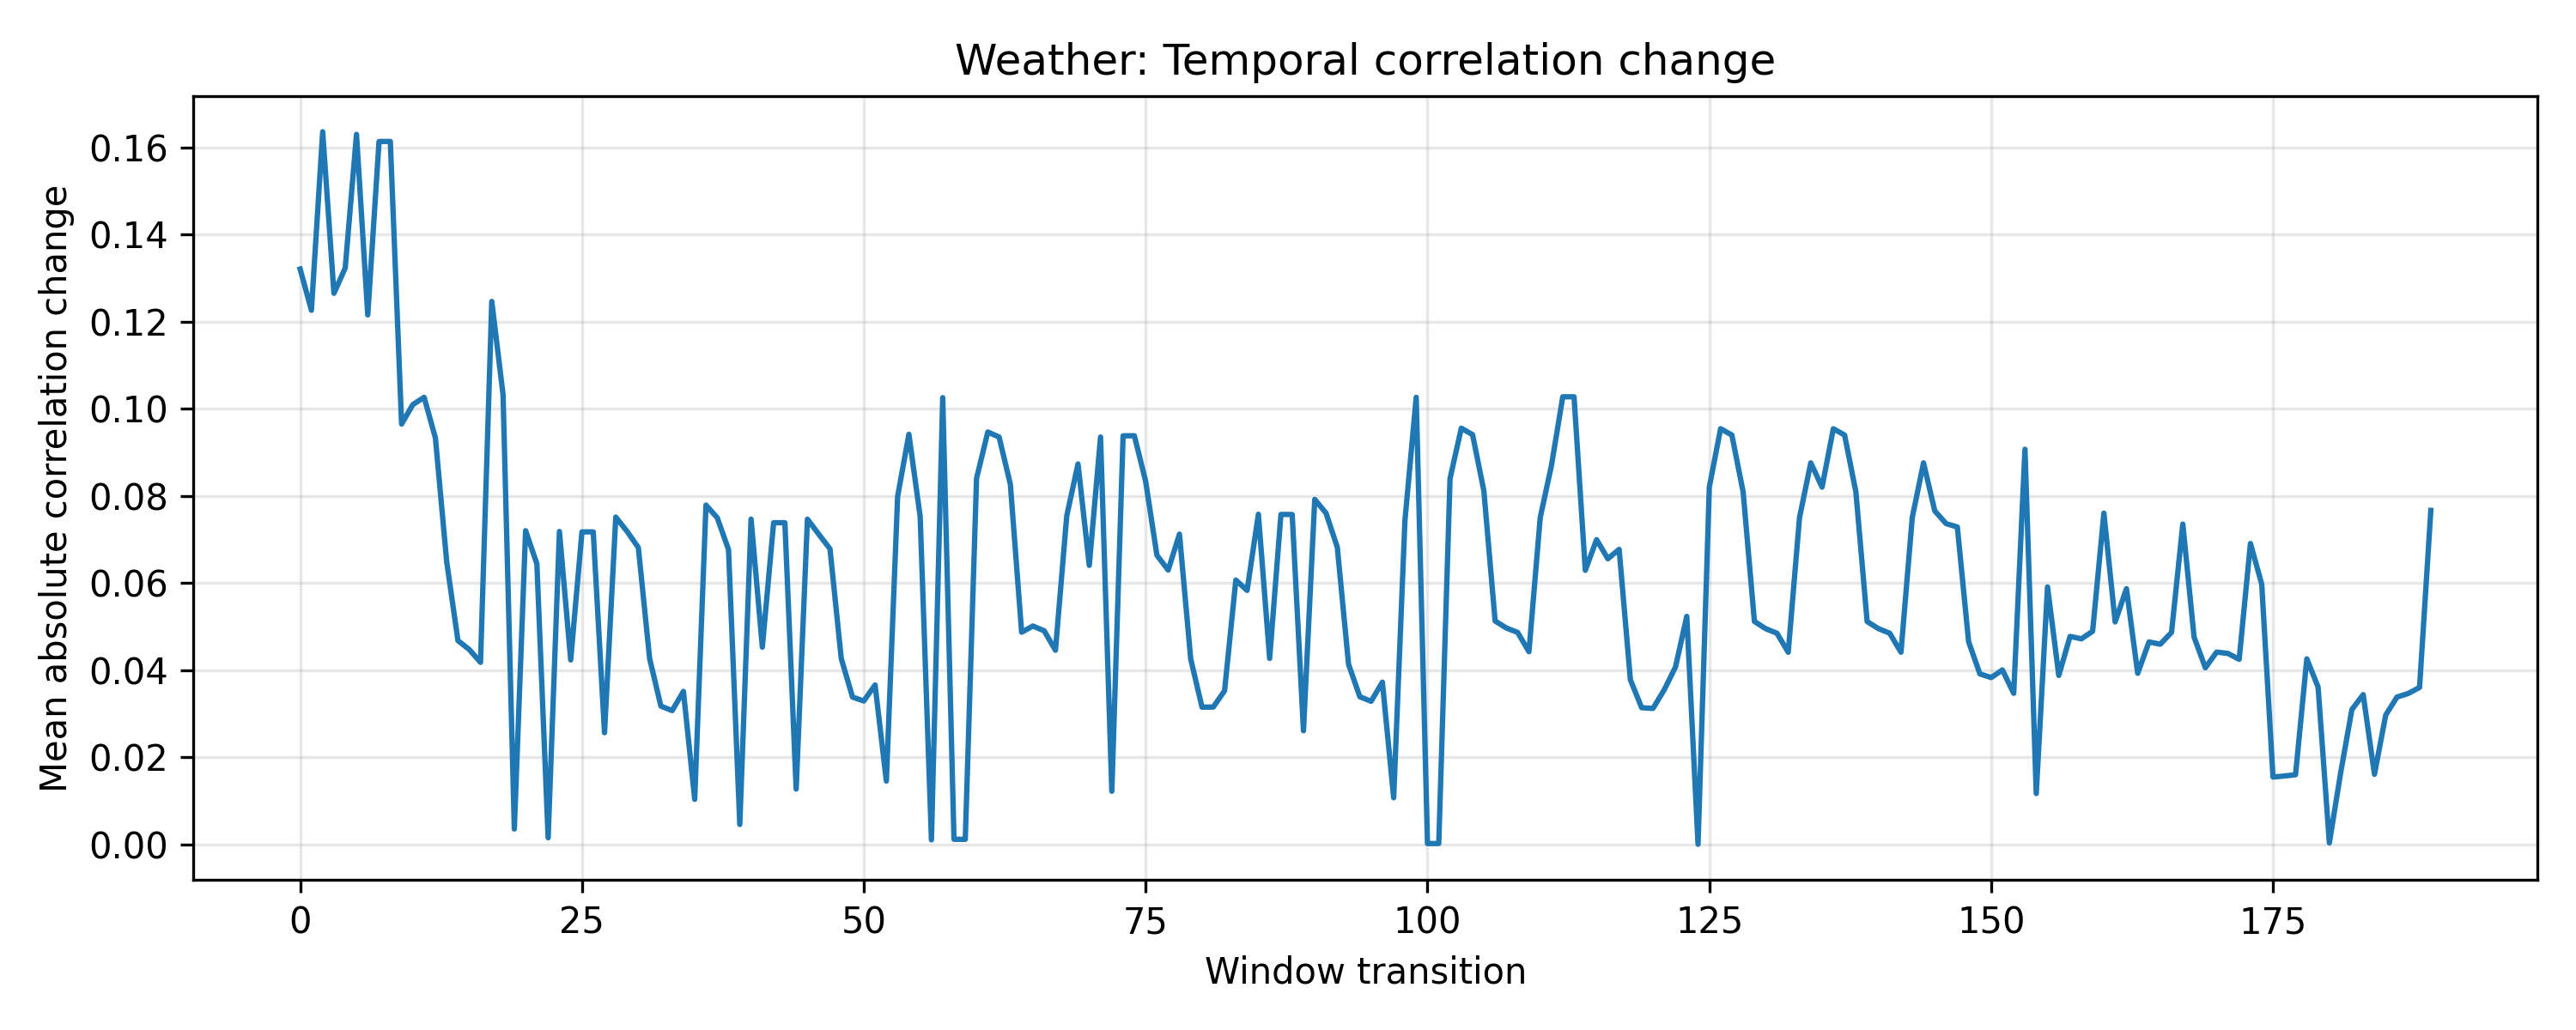 Weather: Temporal correlation change
Mean absolute correlation change
0.16
0.14
0.12
0.10
0.08
0.06
0.04
0.02
0.00
0 25 50 75 100 125 150 175
Window transition